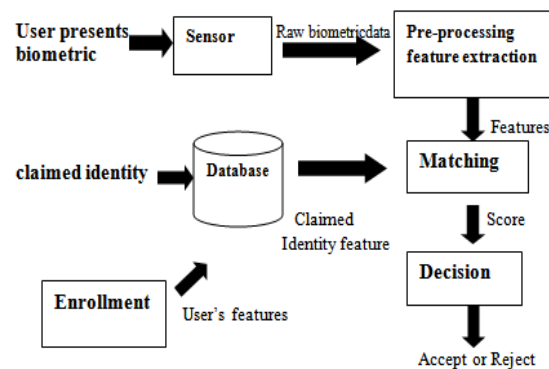 User presents
biometric
Sensor
Raw biometricdata
Pre-processing
feature extraction
Features
claimed identity
Database
Matching
Claimed
Identity feature
Score
Enrollment
User's features
Decision
Accept or Reject